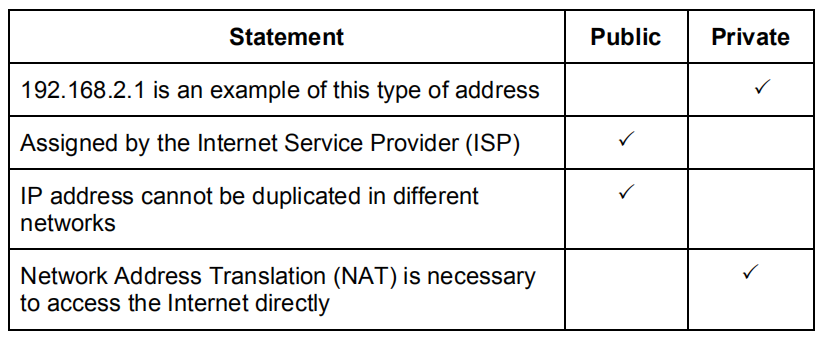 Statement Public Private
192.168.2.1 is an example of this type of address ✓
Assigned by the Internet Service Provider (ISP) ✓
IP address cannot be duplicated in different ✓
networks
Network Address Translation (NAT) is necessary ✓
to access the Internet directly